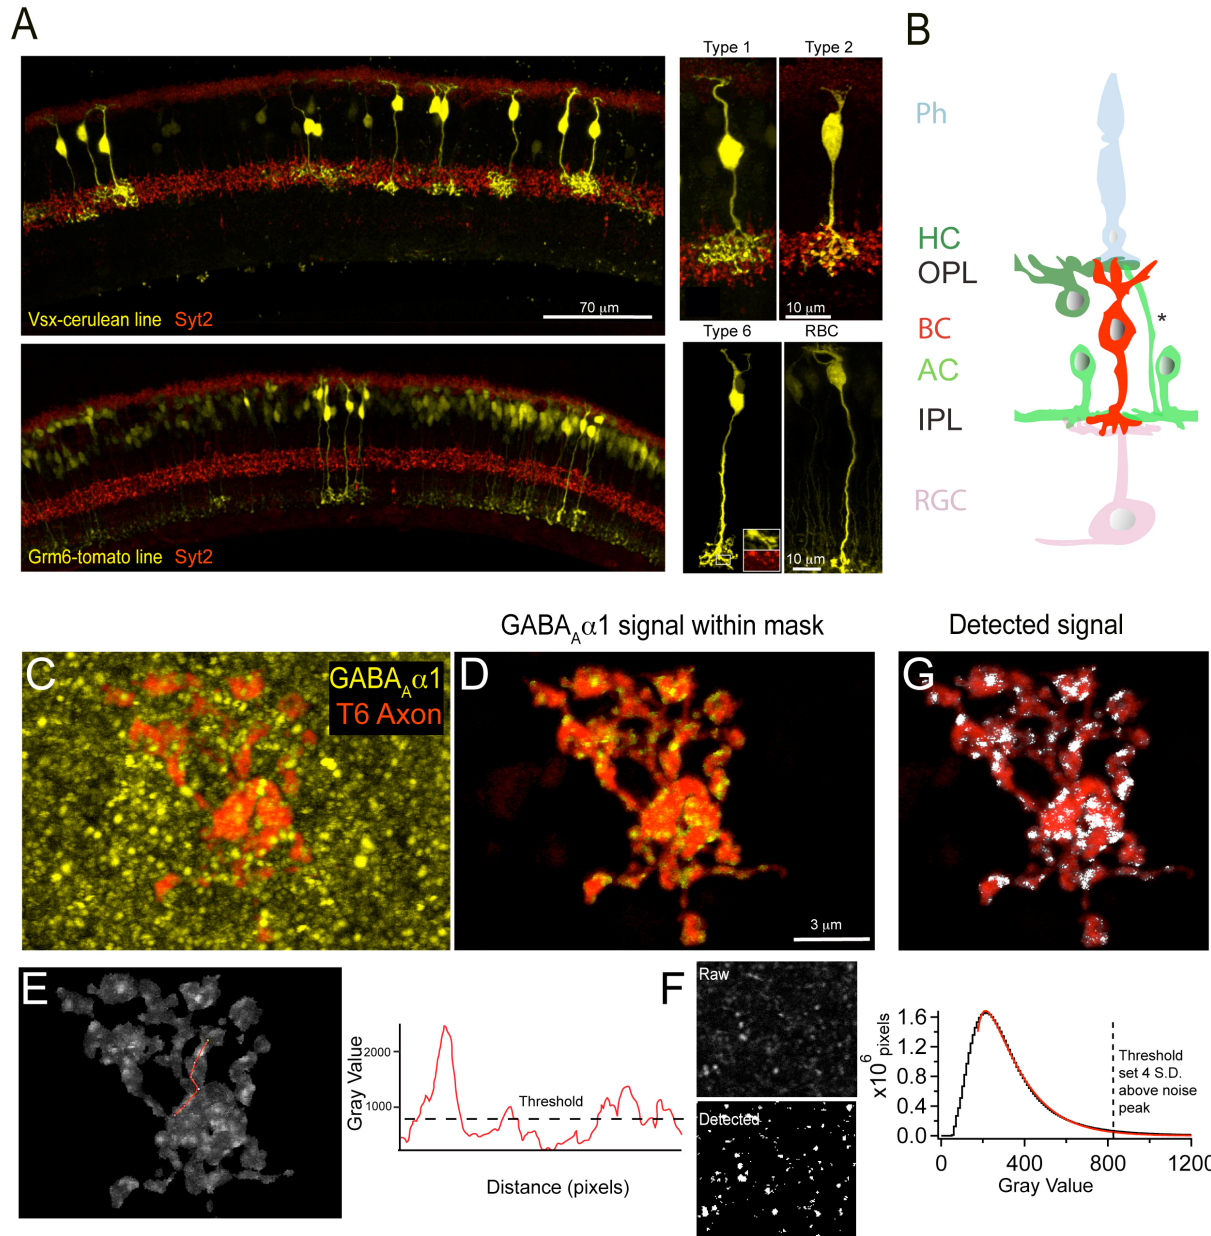 A
Type 1
Type 2
Vsx-cerulean line Syt2
70 μm
10 μm
Type 6
RBC
Grm6-tomato line Syt2
10 μm
B
Ph
HC
OPL
BC
*
AC
IPL
RGC
GABAAα1 signal within mask
Detected signal
C
GABAAα1
T6 Axon
D
3 μm
G
E
Gray Value
2000
1000
Threshold
Distance (pixels)
F
Raw
Detected
x10^6 pixels
1.6
1.2
0.8
0.4
0.0
Threshold
set 4 S.D.
above noise
peak
0
400
800
1200
Gray Value